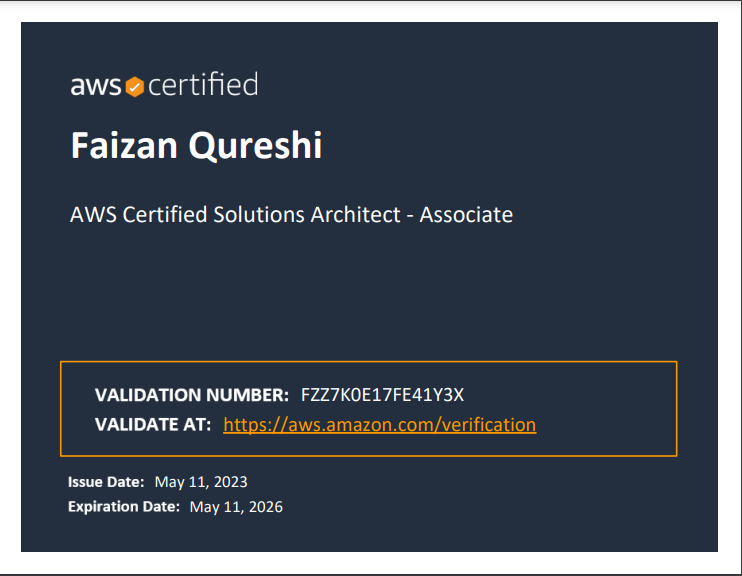 aws certified
Faizan Qureshi
AWS Certified Solutions Architect - Associate
VALIDATION NUMBER: FZZ7K0E17FE41Y3X
VALIDATE AT: https://aws.amazon.com/verification
Issue Date: May 11, 2023
Expiration Date: May 11, 2026